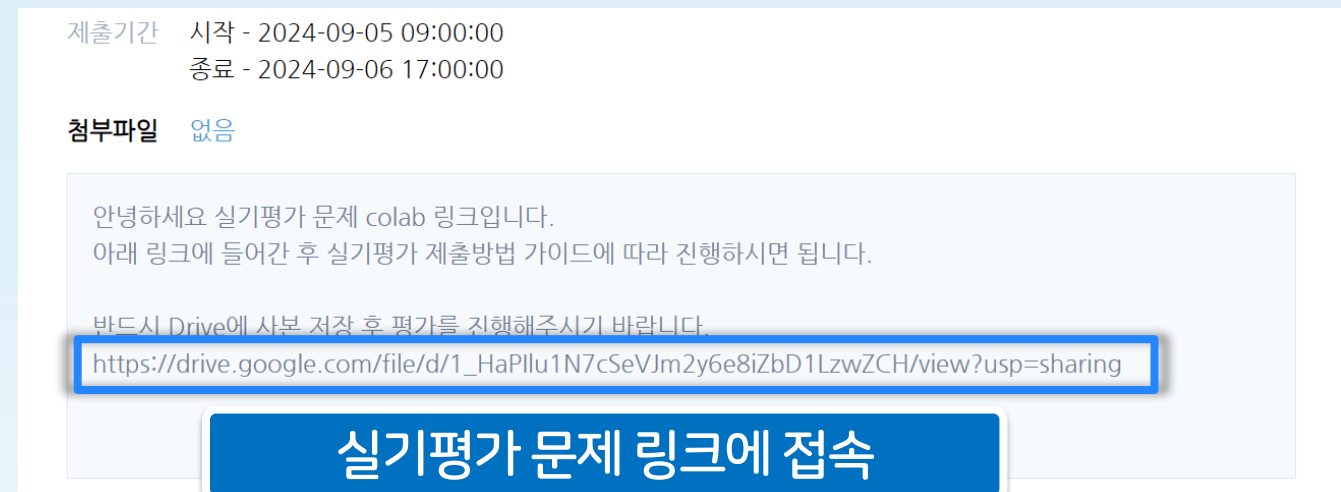 제출기간 시작 - 2024-09-05 09:00:00
종료 - 2024-09-06 17:00:00
첨부파일 없음
안녕하세요 실기평가 문제 colab 링크입니다.
아래 링크에 들어간 후 실기평가 제출방법 가이드에 따라 진행하시면 됩니다.
반드시 Drive에 사본 저장 후 평가를 진행해주시기 바랍니다.
https://drive.google.com/file/d/1_HaPIlu1N7cSeVJm2y6e8iZbD1LzwZCH/view?usp=sharing
실기평가 문제 링크에 접속